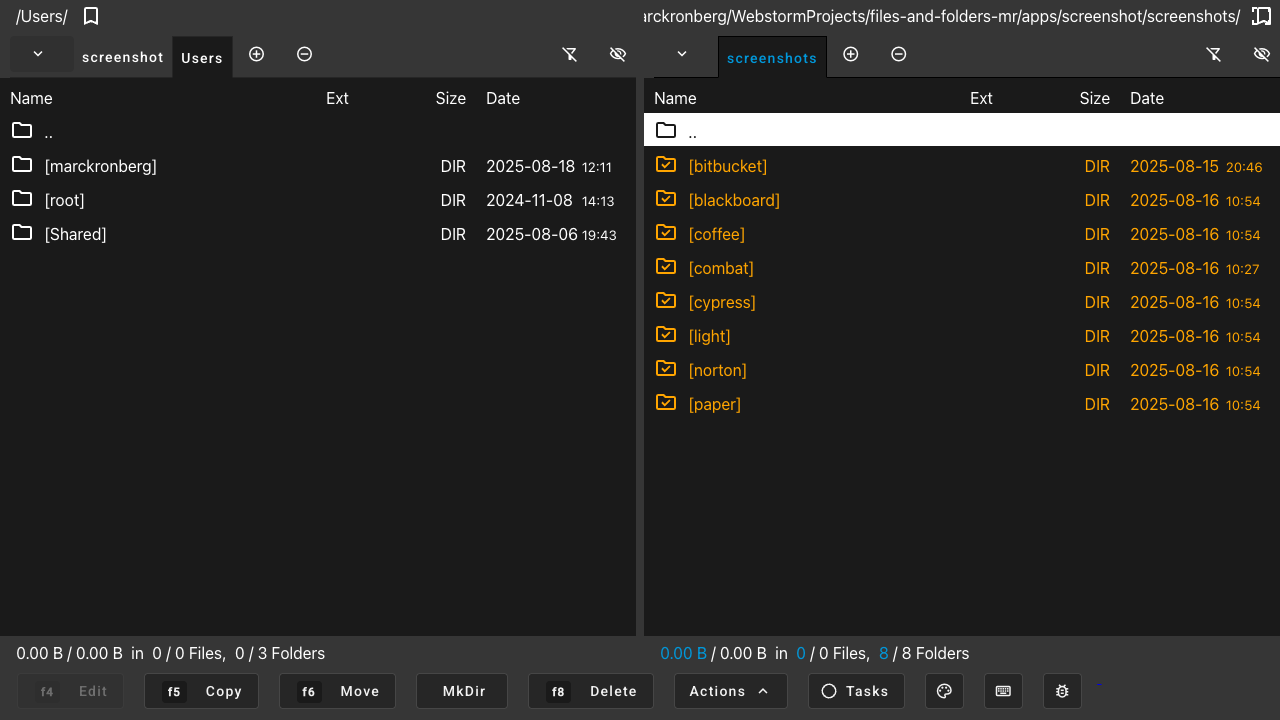 /Users/
arckronberg/WebstormProjects/files-and-folders-mr/apps/screenshot/screenshots/
screenshot Users
screenshots
Name Ext Size Date
..
[marckronberg] DIR 2025-08-18 12:11
[root] DIR 2024-11-08 14:13
[Shared] DIR 2025-08-06 19:43
Name Ext Size Date
..
[bitbucket] DIR 2025-08-15 20:46
[blackboard] DIR 2025-08-16 10:54
[coffee] DIR 2025-08-16 10:54
[combat] DIR 2025-08-16 10:27
[cypress] DIR 2025-08-16 10:54
[light] DIR 2025-08-16 10:54
[norton] DIR 2025-08-16 10:54
[paper] DIR 2025-08-16 10:54
0.00 B / 0.00 B in 0 / 0 Files, 0 / 3 Folders
0.00 B / 0.00 B in 0 / 0 Files, 8 / 8 Folders
f4 Edit f5 Copy f6 Move MkDir f8 Delete Actions Tasks